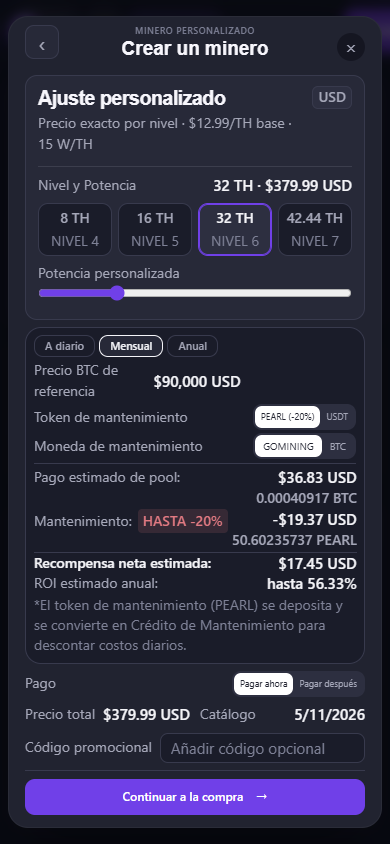 MINERO PERSONALIZADO
‹ Crear un minero ×
Ajuste personalizado USD
Precio exacto por nivel · $12.99/TH base ·
15 W/TH
Nivel y Potencia 32 TH · $379.99 USD
8 TH 16 TH 32 TH 42.44 TH
NIVEL 4 NIVEL 5 NIVEL 6 NIVEL 7
Potencia personalizada
A diario Mensual Anual
Precio BTC de
referencia $90,000 USD
Token de mantenimiento PEARL (-20%) USDT
Moneda de mantenimiento GOMINING BTC
Pago estimado de pool: $36.83 USD
0.00040917 BTC
Mantenimiento: HASTA -20% -$19.37 USD
50.60235737 PEARL
Recompensa neta estimada: $17.45 USD
ROI estimado anual: hasta 56.33%
*El token de mantenimiento (PEARL) se deposita y
se convierte en Crédito de Mantenimiento para
descontar costos diarios.
Pago Pagar ahora Pagar después
Precio total $379.99 USD Catálogo 5/11/2026
Código promocional Añadir código opcional
Continuar a la compra →